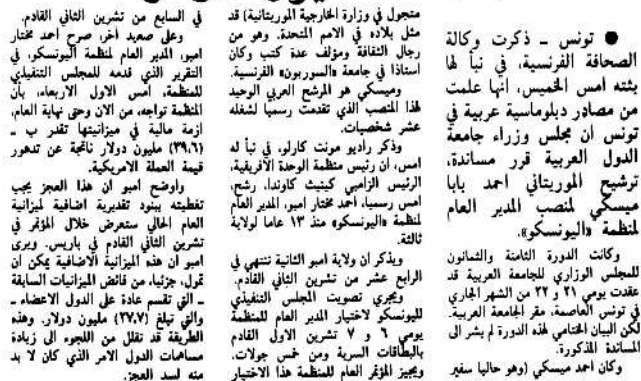 ● تونس ـ ذكرت وكالة
الصحافة الفرنسية، في نبأ لها
بثته امس الخميس، انها علمت
من مصادر دبلوماسية عربية في
تونس ان مجلس وزراء جامعة
الدول العربية قرر مساندة،
ترشيح الموريتاني احمد بابا
ميسكي لمنصب المدير العام
لمنظمة «اليونسكو».
وكانت الدورة الثامنة والثمانون
للمجلس الوزاري للجامعة العربية قد
عقدت يومي ٢١ و ٢٢ من الشهر الجاري
في تونس العاصمة، مقر الجامعة العربية.
لكن البيان الختامي لهذه الدورة لم يشر الى
المساندة المذكورة.
وكان احمد ميسكي (وهو حاليا سفير
متجول في وزارة الخارجية الموريتانية) قد
مثل بلاده في الامم المتحدة. وهو من
رجال الثقافة ومؤلف عدة كتب وكان
استاذا في جامعة «السوربون» الفرنسية.
وميسكي هو المرشح العربي الوحيد
لهذا المنصب الذي تقدمت رسميا لشغله
عشر شخصيات.
وذكر راديو مونت كارلو، في نبأ له
امس، ان رئيس منظمة الوحدة الافريقية،
الرئيس الزامبي كينيث كاوندا، رشح،
امس رسميا، احمد مختار امبو، المدير العام
لمنظمة «اليونسكو» منذ ١٣ عاما لولاية
ثالثة.
ويذكر ان ولاية امبو الثانية تنتهي في
الرابع عشر من تشرين الثاني القادم.
ويجري تصويت المجلس التنفيذي
لليونسكو لاختيار المدير العام للمنظمة
يومي ٦ و ٧ تشرين الاول القادم
بالبطاقات السرية ومن خمس جولات.
ويجيز المؤتمر العام للمنظمة هذا الاختيار
في السابع من تشرين الثاني القادم.
وعلى صعيد اخر، صرح احمد مختار
امبو، المدير العام لمنظمة اليونسكو، في
التقرير الذي قدمه للمجلس التنفيذي
للمنظمة، امس الاول الاربعاء، بأن
المنظمة تواجه، من الان وحتى نهاية العام،
ازمة مالية في ميزانيتها تقدر ب ـ
(٣٩،٦) مليون دولار ناتجة عن تدهور
قيمة العملة الامريكية.
واوضح امبو ان هذا العجز يجب
تغطيته ببنود تقديرية اضافية لميزانية
العام الحالي ستعرض خلال المؤتمر في
تشرين الثاني القادم في باريس. ويرى
امبو ان هذه الميزانية الاضافية يمكن ان
تمول، جزئيا، من فائض الميزانيات السابقة
ـ التي تقسم عادة على الدول الاعضاء ـ
والتي تبلغ (٢٧،٧) مليون دولار. وهذه
الطريقة قد تقلل من اللجوء الى زيادة
مساهمات الدول الامر الذي كان لا بد
منه لسد العجز.